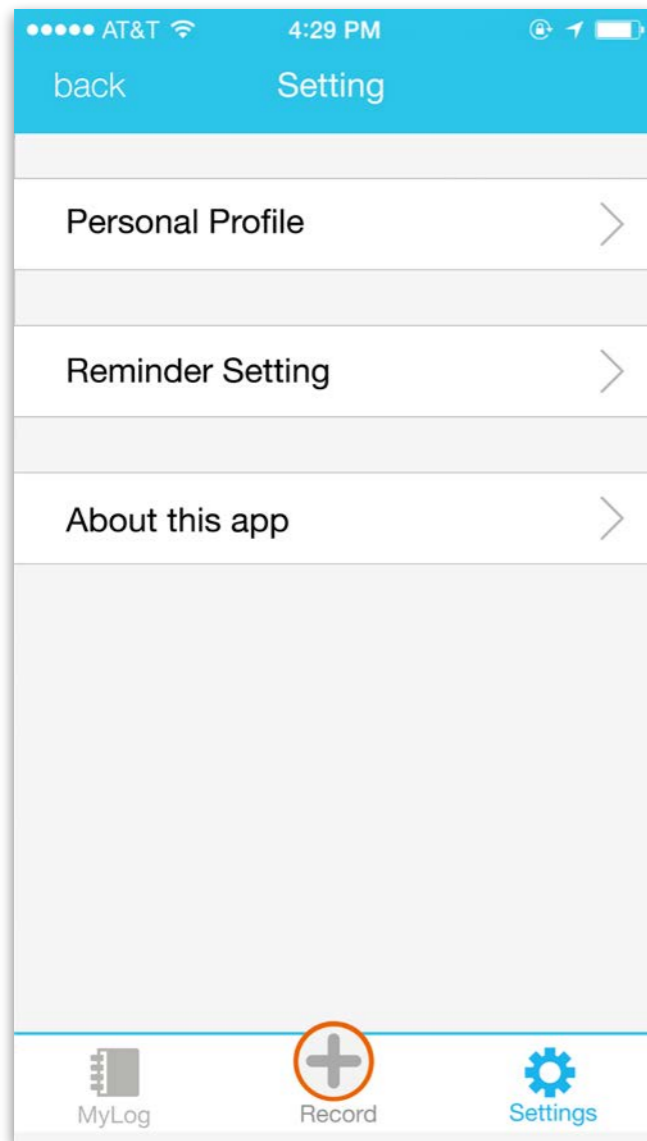 AT&T 4:29 PM
back Setting
Personal Profile
Reminder Setting
About this app
MyLog Record Settings